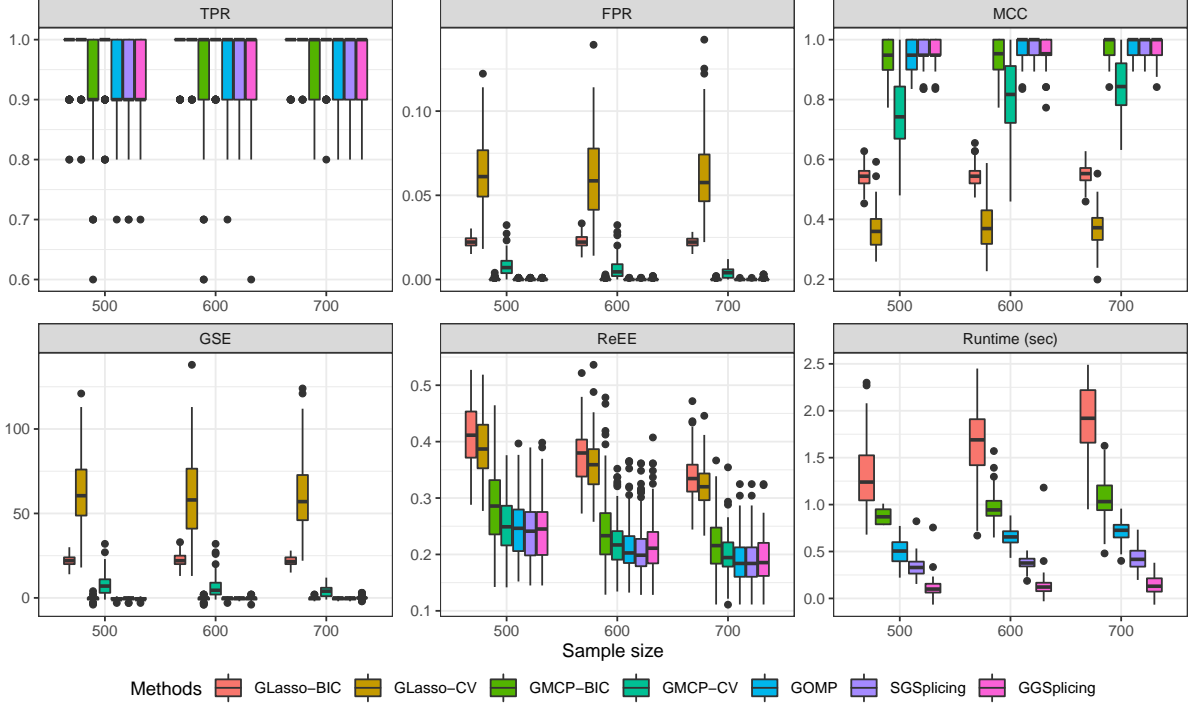 TPR
FPR
MCC
1.0
0.9
0.8
0.7
0.6
0.10
0.05
0.00
1.0
0.8
0.6
0.4
0.2
500 600 700
500 600 700
500 600 700
GSE
ReEE
Runtime (sec)
100
50
0
0.5
0.4
0.3
0.2
0.1
2.5
2.0
1.5
1.0
0.5
0.0
500 600 700
500 600 700
500 600 700
Sample size
Methods GLasso−BIC GLasso−CV GMCP−BIC GMCP−CV GOMP SGSplicing GGSplicing